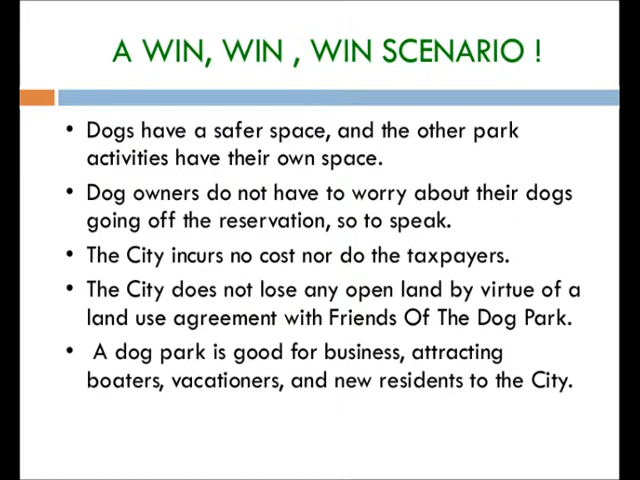 A WIN, WIN , WIN SCENARIO !
• Dogs have a safer space, and the other park
activities have their own space.
• Dog owners do not have to worry about their dogs
going off the reservation, so to speak.
• The City incurs no cost nor do the taxpayers.
• The City does not lose any open land by virtue of a
land use agreement with Friends Of The Dog Park.
• A dog park is good for business, attracting
boaters, vacationers, and new residents to the City.